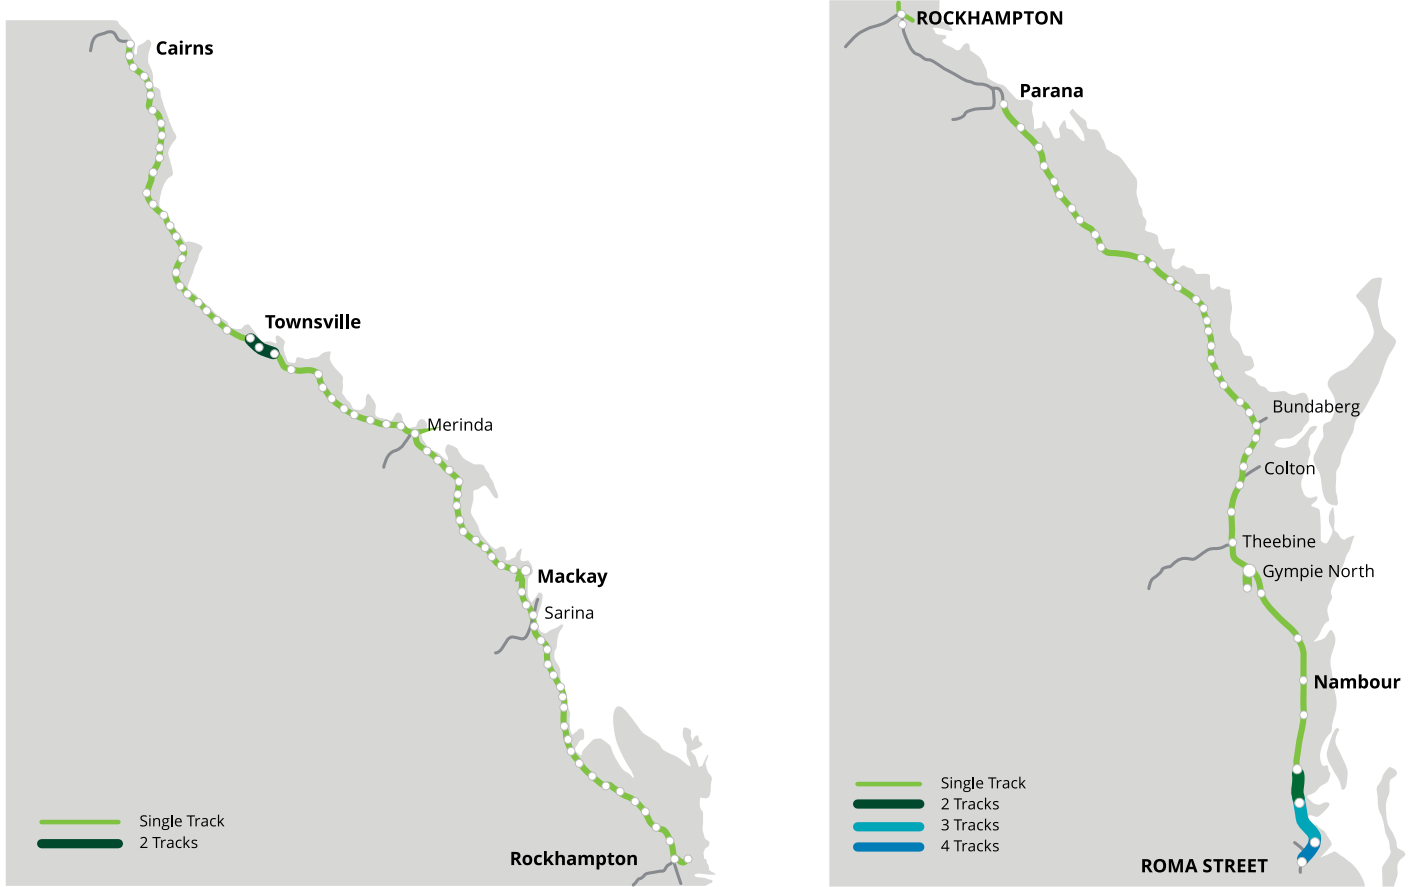 Cairns
Townsville
Merinda
Mackay
Sarina
Single Track
2 Tracks
Rockhampton
ROCKHAMPTON
Parana
Bundaberg
Colton
Theebine
Gympie North
Nambour
Single Track
2 Tracks
3 Tracks
4 Tracks
ROMA STREET